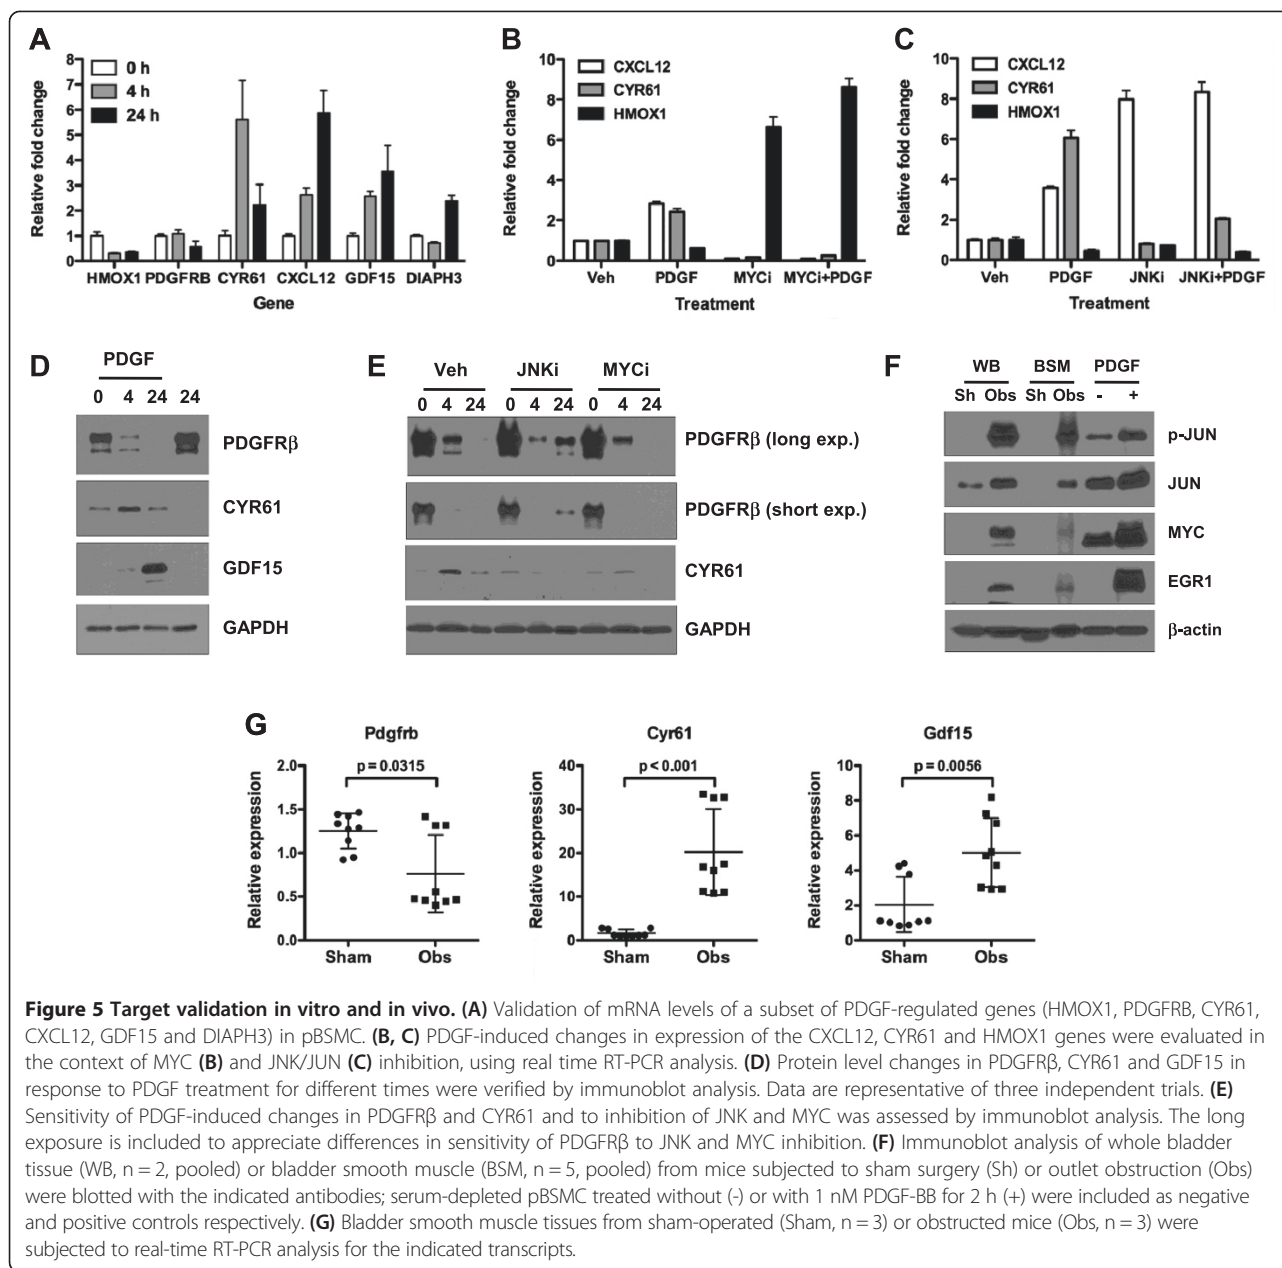 A
Relative fold change
8
7
6
5
4
3
2
1
0
0 h
4 h
24 h
HMOX1 PDGFRB CYR61 CXCL12 GDF15 DIAPH3
Gene
B
Relative fold change
10
8
6
4
2
0
CXCL12
CYR61
HMOX1
Veh PDGF MYCi MYCi+PDGF
Treatment
C
Relative fold change
10
8
6
4
2
0
CXCL12
CYR61
HMOX1
Veh PDGF JNKi JNKi+PDGF
Treatment
D
PDGF
0 4 24 24
PDGFRβ
CYR61
GDF15
GAPDH
E
Veh JNKi MYCi
0 4 24 0 4 24 0 4 24
PDGFRβ (long exp.)
PDGFRβ (short exp.)
CYR61
GAPDH
F
WB BSM PDGF
Sh Obs Sh Obs - +
p-JUN
JUN
MYC
EGR1
β-actin
G
Pdgfrb
Relative expression
2.0
1.5
1.0
0.5
0.0
p = 0.0315
Sham Obs
Cyr61
Relative expression
40
30
20
10
0
p < 0.001
Sham Obs
Gdf15
Relative expression
10
8
6
4
2
0
p = 0.0056
Sham Obs
Figure 5 Target validation in vitro and in vivo. (A) Validation of mRNA levels of a subset of PDGF-regulated genes (HMOX1, PDGFRB, CYR61,
CXCL12, GDF15 and DIAPH3) in pBSMC. (B, C) PDGF-induced changes in expression of the CXCL12, CYR61 and HMOX1 genes were evaluated in
the context of MYC (B) and JNK/JUN (C) inhibition, using real time RT-PCR analysis. (D) Protein level changes in PDGFRβ, CYR61 and GDF15 in
response to PDGF treatment for different times were verified by immunoblot analysis. Data are representative of three independent trials. (E)
Sensitivity of PDGF-induced changes in PDGFRβ and CYR61 and to inhibition of JNK and MYC was assessed by immunoblot analysis. The long
exposure is included to appreciate differences in sensitivity of PDGFRβ to JNK and MYC inhibition. (F) Immunoblot analysis of whole bladder
tissue (WB, n = 2, pooled) or bladder smooth muscle (BSM, n = 5, pooled) from mice subjected to sham surgery (Sh) or outlet obstruction (Obs)
were blotted with the indicated antibodies; serum-depleted pBSMC treated without (-) or with 1 nM PDGF-BB for 2 h (+) were included as negative
and positive controls respectively. (G) Bladder smooth muscle tissues from sham-operated (Sham, n = 3) or obstructed mice (Obs, n = 3) were
subjected to real-time RT-PCR analysis for the indicated transcripts.